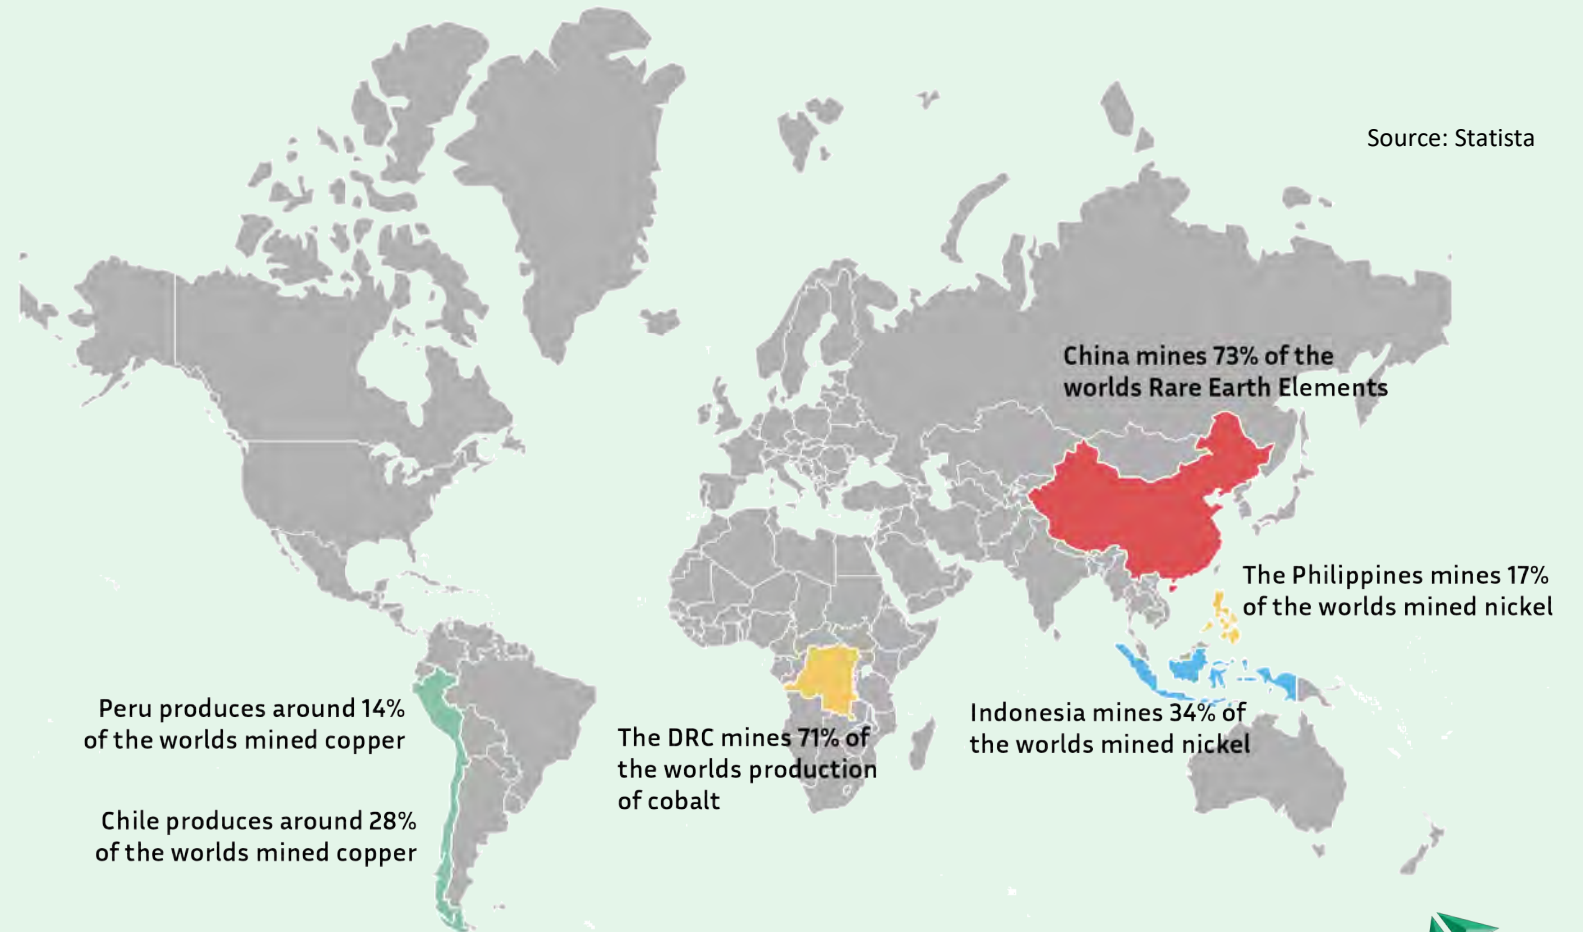 Source: Statista
China mines 73% of the
worlds Rare Earth Elements
The Philippines mines 17%
of the worlds mined nickel
Peru produces around 14%
of the worlds mined copper
The DRC mines 71% of
the worlds production
of cobalt
Indonesia mines 34% of
the worlds mined nickel
Chile produces around 28%
of the worlds mined copper